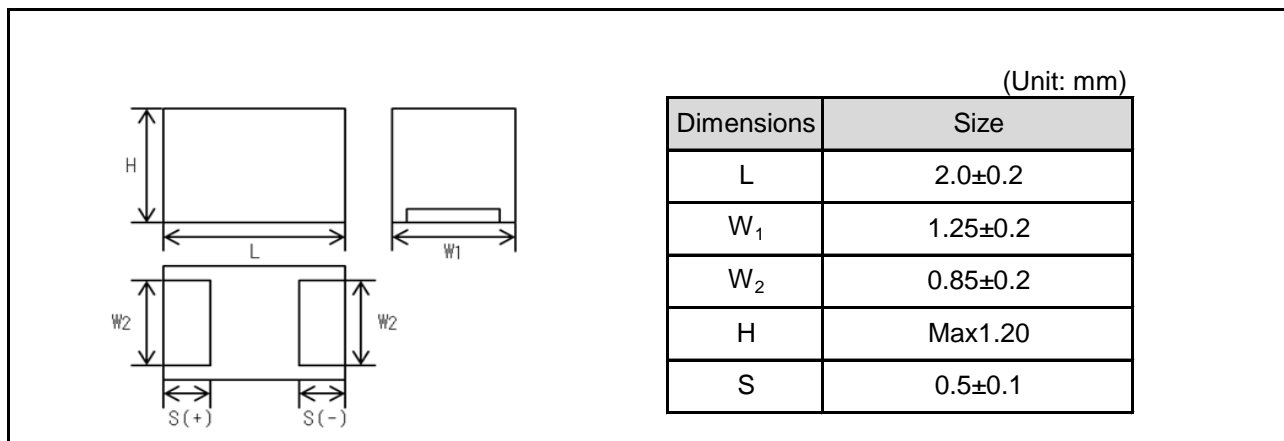 H
L
W1
W2
W2
S(+)
S(-)
(Unit: mm)
Dimensions Size
L 2.0±0.2
W₁ 1.25±0.2
W₂ 0.85±0.2
H Max1.20
S 0.5±0.1